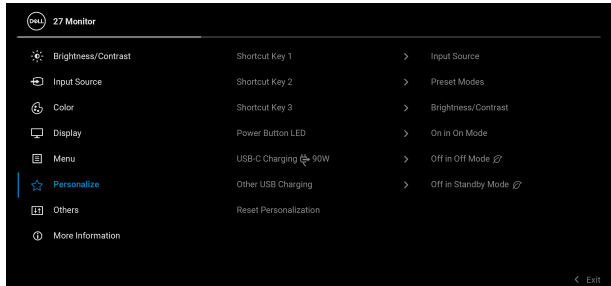 DELL 27 Monitor
Brightness/Contrast Shortcut Key 1 > Input Source
Input Source Shortcut Key 2 > Preset Modes
Color Shortcut Key 3 > Brightness/Contrast
Display Power Button LED > On in On Mode
Menu USB-C Charging 90W > Off in Off Mode
Personalize Other USB Charging > Off in Standby Mode
Others Reset Personalization
More Information
< Exit